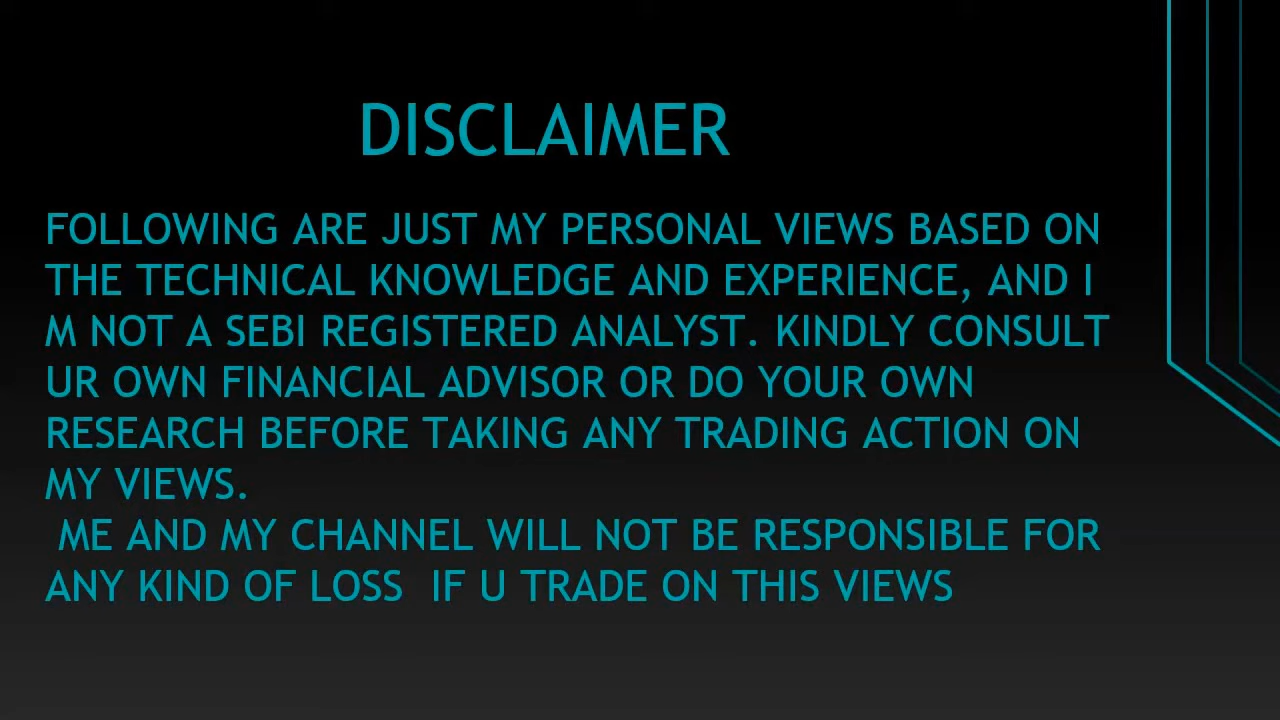 DISCLAIMER
FOLLOWING ARE JUST MY PERSONAL VIEWS BASED ON
THE TECHNICAL KNOWLEDGE AND EXPERIENCE, AND I
M NOT A SEBI REGISTERED ANALYST. KINDLY CONSULT
UR OWN FINANCIAL ADVISOR OR DO YOUR OWN
RESEARCH BEFORE TAKING ANY TRADING ACTION ON
MY VIEWS.
ME AND MY CHANNEL WILL NOT BE RESPONSIBLE FOR
ANY KIND OF LOSS  IF U TRADE ON THIS VIEWS